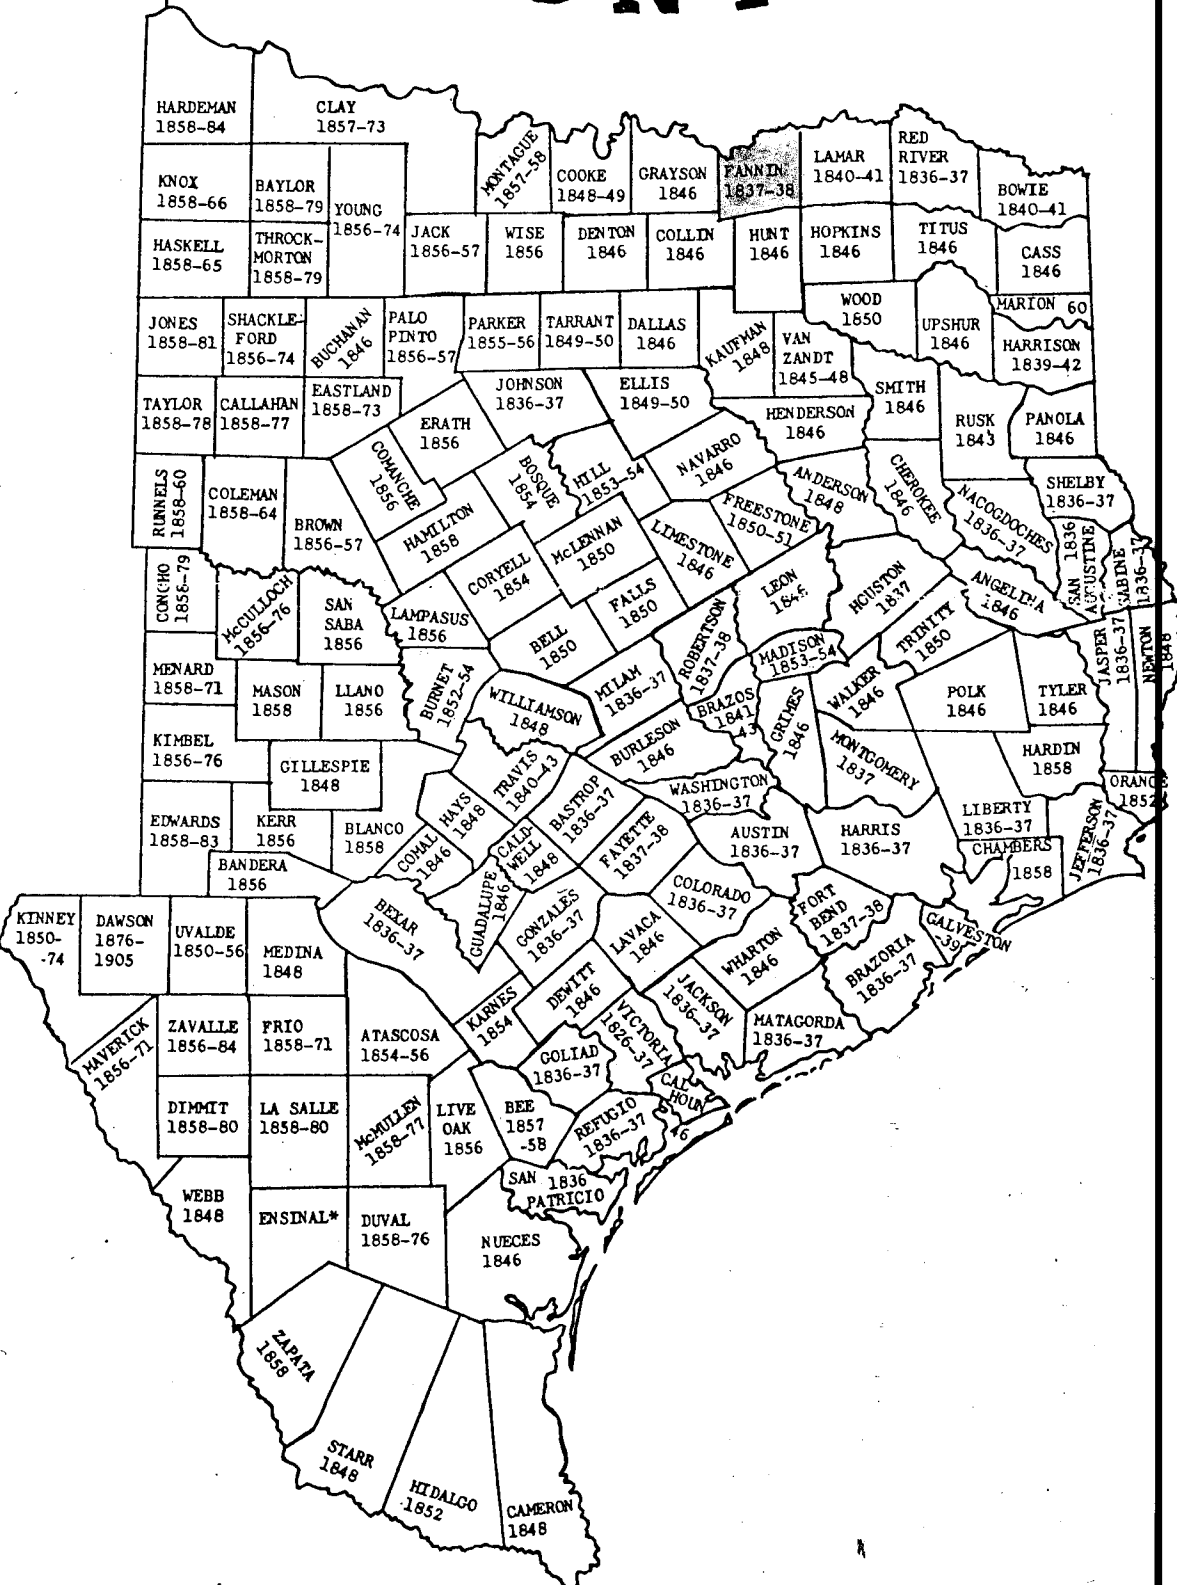 HARDEMAN
1858-84
CLAY
1857-73
MONTAGUE
1857-58
COOKE
1848-49
GRAYSON
1846
FANNIN
1837-38
LAMAR
1840-41
RED
RIVER
1836-37
BOWIE
1840-41
KNOX
1858-66
BAYLOR
1858-79
YOUNG
1856-74
JACK
1856-57
WISE
1856
DENTON
1846
COLLIN
1846
HUNT
1846
HOPKINS
1846
TITUS
1846
CASS
1846
HASKELL
1858-65
THROCK-
MORTON
1858-79
JONES
1858-81
SHACKLE-
FORD
1856-74
BUCHANAN
1846
PALO
PINTO
1856-57
PARKER
1855-56
TARRANT
1849-50
DALLAS
1846
KAUFMAN
1848
VAN
ZANDT
1845-48
WOOD
1850
UPSHUR
1846
MARION 60
HARRISON
1839-42
TAYLOR
1858-78
CALLAHAN
1858-77
EASTLAND
1858-73
ERATH
1856
JOHNSON
1836-37
ELLIS
1849-50
HENDERSON
1846
SMITH
1846
RUSK
1843
PANOLA
1846
RUNNELS
1858-60
COLEMAN
1858-64
BROWN
1856-57
COMANCHE
1856
HAMILTON
1858
BOSQUE
1854
HILL
1853-54
NAVARRO
1846
FREESTONE
1850-51
ANDERSON
1848
CHEROKEE
1846
NACOGDOCHES
1836-37
SHELBY
1836-37
SAN 1836
AUGUSTINE
SABINE
1836-37
CONCHO
1858-79
McCULLOCH
1856-76
SAN
SABA
1856
LAMPASUS
1856
CORYELL
1854
McLENNAN
1850
LIMESTONE
1846
FALLS
1850
BELL
1850
LEON
1846
HOUSTON
1837
ANGELINA
1846
TRINITY
1850
JASPER
1836-37
NEWTON
1848
MENARD
1858-71
MASON
1858
LLANO
1856
BURNET
1852-54
WILLIAMSON
1848
MILAM
1836-37
ROBERTSON
1837-38
MADISON
1853-54
BRAZOS
1841
-43
GRIMES
1846
WALKER
1846
POLK
1846
TYLER
1846
KIMBEL
1856-76
GILLESPIE
1848
TRAVIS
1840-43
BURLESON
1846
WASHINGTON
1836-37
MONTGOMERY
1837
HARDIN
1858
ORANGE
1852
EDWARDS
1858-83
KERR
1856
BLANCO
1858
HAYS
1848
COMAL
1846
CALD-
WELL
1848
BASTROP
1836-37
FAYETTE
1837-38
AUSTIN
1836-37
HARRIS
1836-37
LIBERTY
1836-37
CHAMBERS
1858
JEFFERSON
1836-37
BANDERA
1856
KINNEY
1850-
-74
DAWSON
1876-
1905
UVALDE
1850-56
MEDINA
1848
BEXAR
1836-37
GUADALUPE
1846
GONZALES
1836-37
LAVACA
1846
COLORADO
1836-37
FORT
BEND
1837-38
GALVESTON
-39
WHARTON
1846
BRAZORIA
1836-37
MAVERICK
1856-71
ZAVALLE
1856-84
FRIO
1858-71
ATASCOSA
1854-56
KARNES
1854
DEWITT
1846
VICTORIA
1826-37
JACKSON
1836-37
MATAGORDA
1836-37
GOLIAD
1836-37
CAL
HOUN
46
DIMMIT
1858-80
LA SALLE
1858-80
McMULLEN
1858-77
LIVE
OAK
1856
BEE
1857
-58
REFUGIO
1836-37
SAN 1836
PATRICIO
WEBB
1848
ENSINAL*
DUVAL
1858-76
NUECES
1846
ZAPATA
1858
STARR
1848
HIDALGO
1852
CAMERON
1848